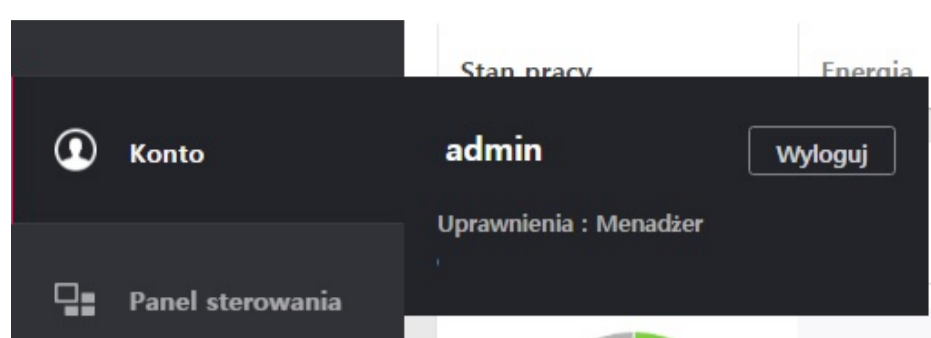 Stan pracy
Energia
Konto
admin
Wyloguj
Uprawnienia : Menadżer
Panel sterowania